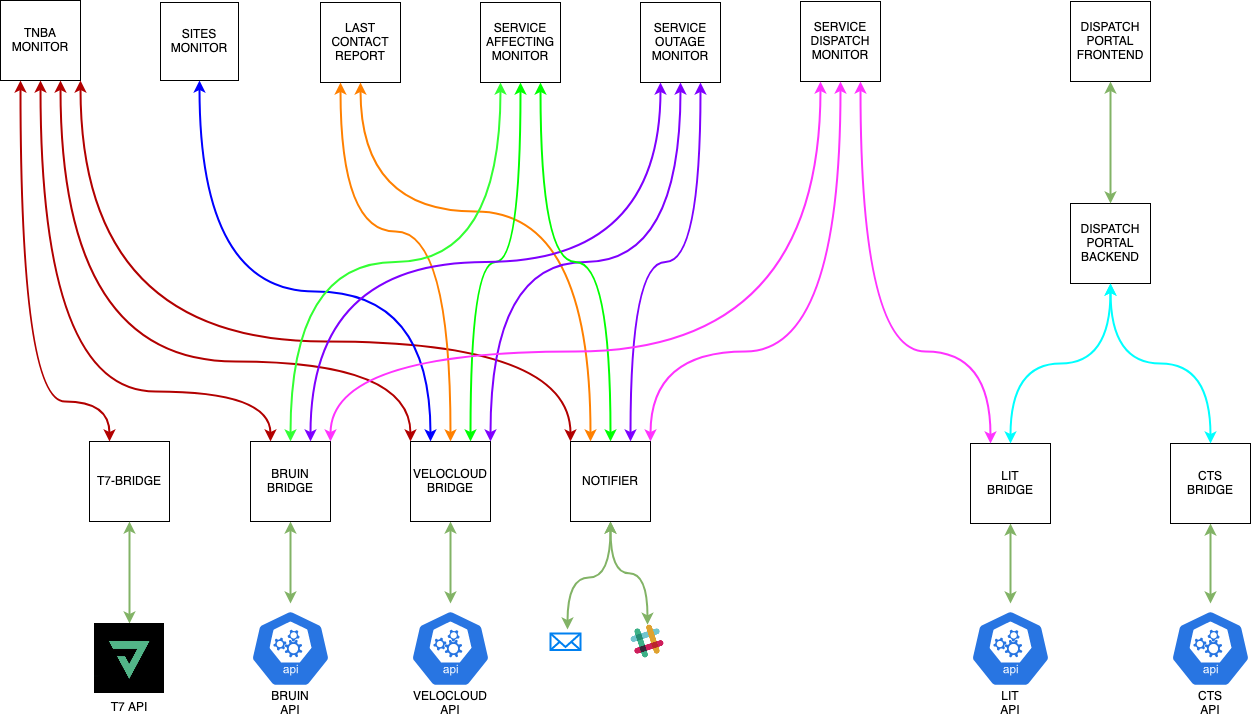 TNBA
MONITOR
SITES
MONITOR
LAST
CONTACT
REPORT
SERVICE
AFFECTING
MONITOR
SERVICE
OUTAGE
MONITOR
SERVICE
DISPATCH
MONITOR
DISPATCH
PORTAL
FRONTEND
DISPATCH
PORTAL
BACKEND
T7-BRIDGE
BRUIN
BRIDGE
VELOCLOUD
BRIDGE
NOTIFIER
LIT
BRIDGE
CTS
BRIDGE
api
api
api
api
T7 API
BRUIN
API
VELOCLOUD
API
LIT
API
CTS
API